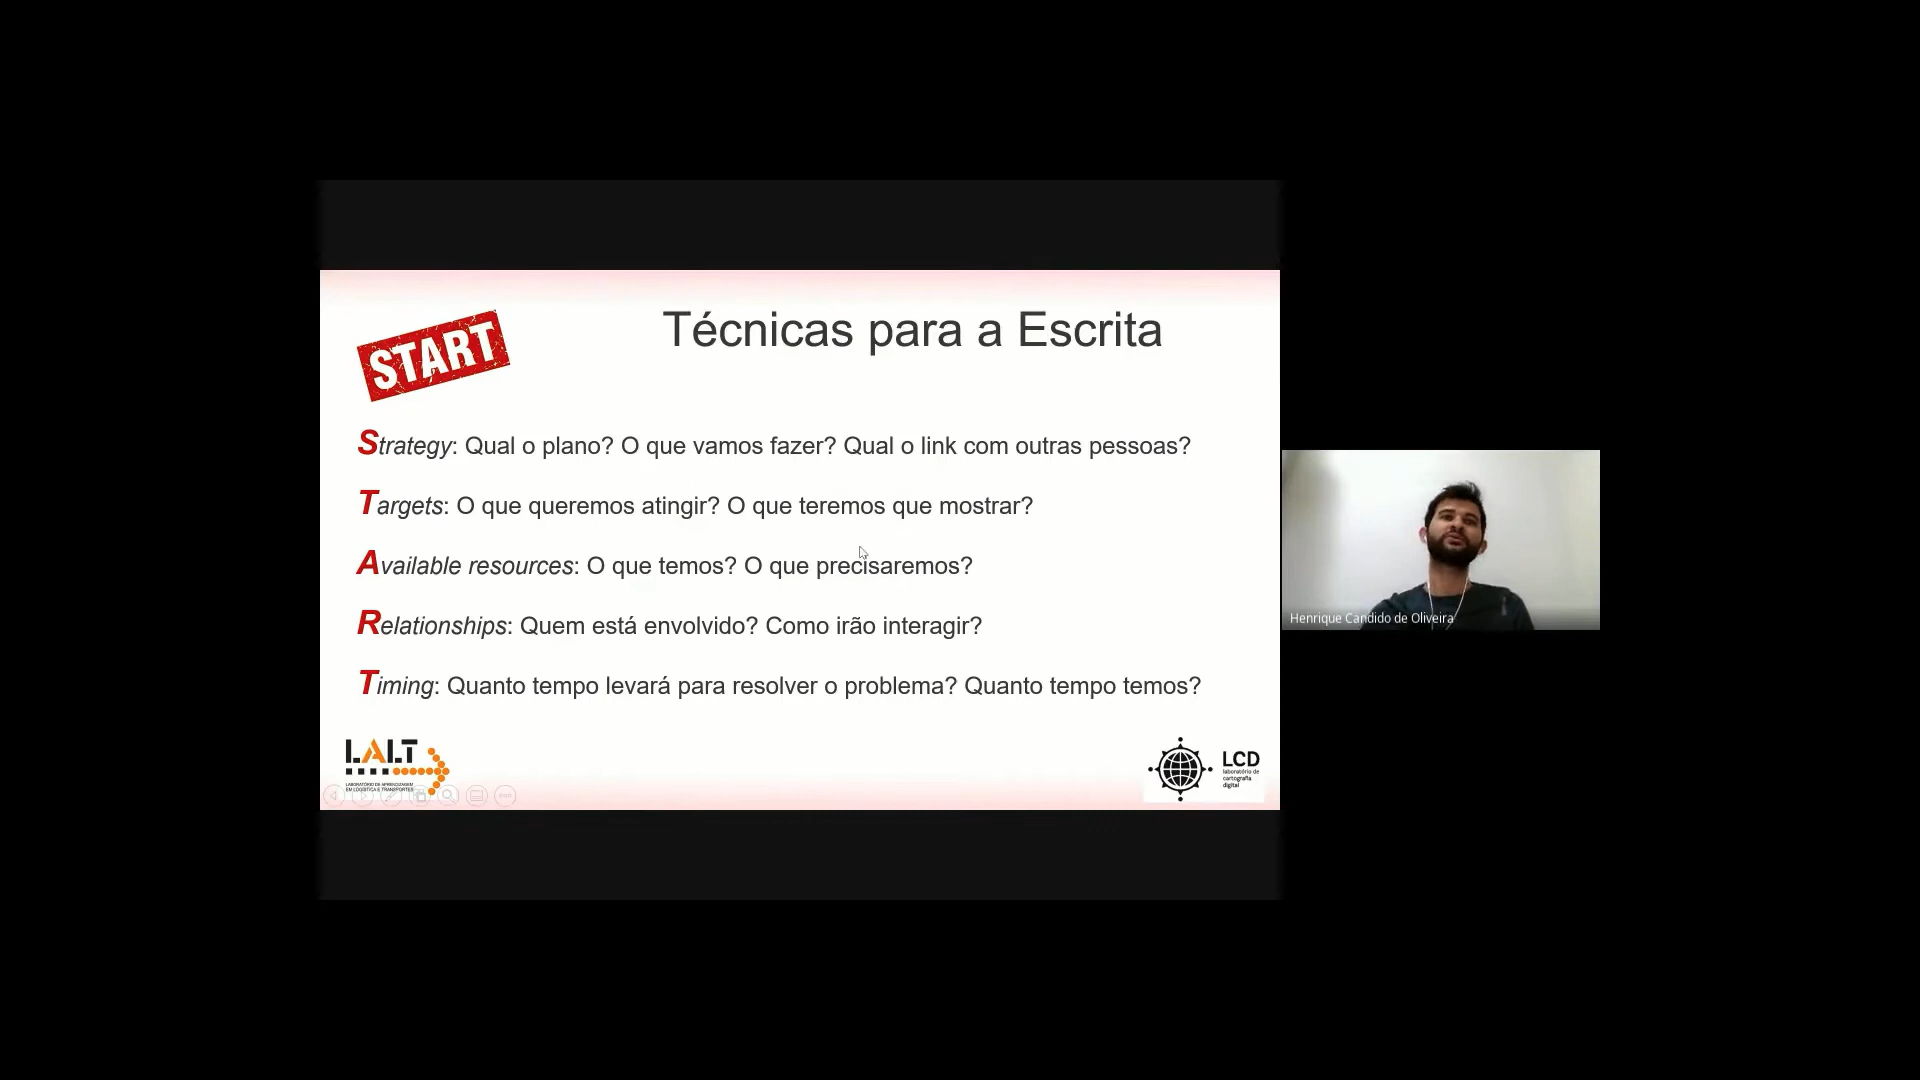 START
Técnicas para a Escrita
Strategy: Qual o plano? O que vamos fazer? Qual o link com outras pessoas?
Targets: O que queremos atingir? O que teremos que mostrar?
Available resources: O que temos? O que precisaremos?
Relationships: Quem está envolvido? Como irão interagir?
Timing: Quanto tempo levará para resolver o problema? Quanto tempo temos?
LALT
LABORATÓRIO DE APRENDIZAGEM
EM LOGÍSTICA E TRANSPORTES
LCD
laboratório de
cartografia
digital
Henrique Candido de Oliveira